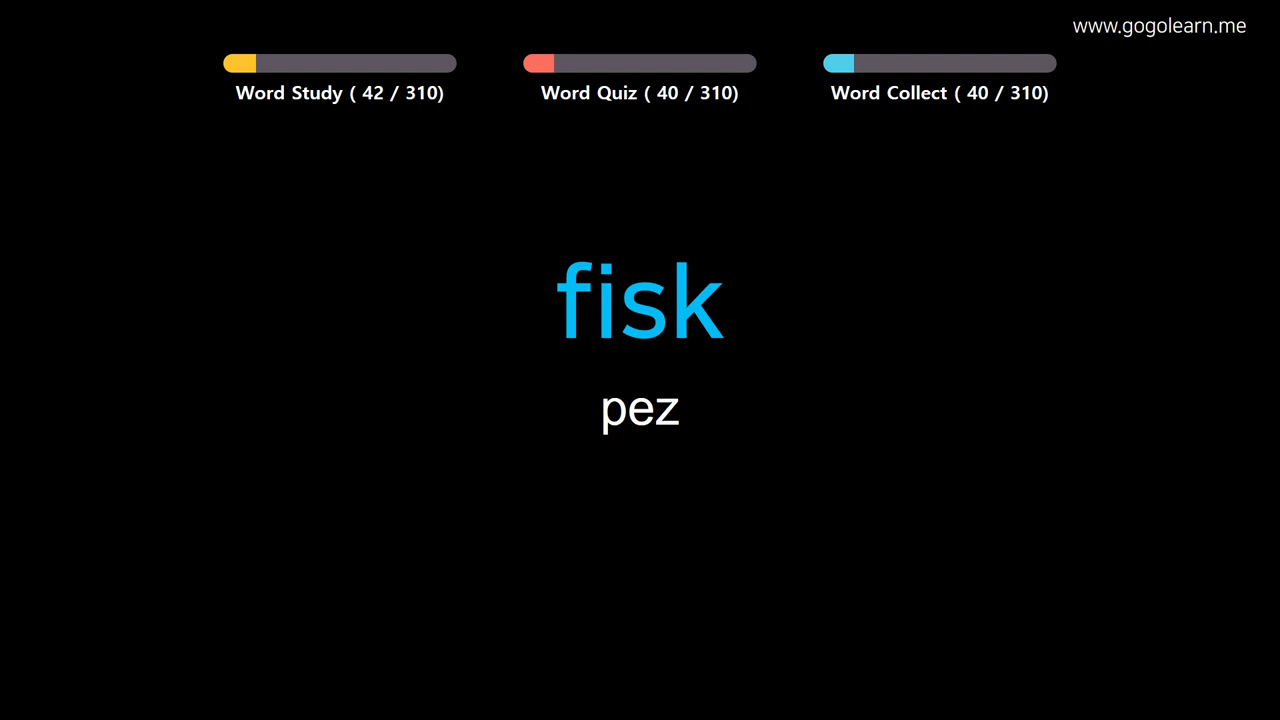 www.gogolearn.me
Word Study ( 42 / 310)
Word Quiz ( 40 / 310)
Word Collect ( 40 / 310)
fisk
pez